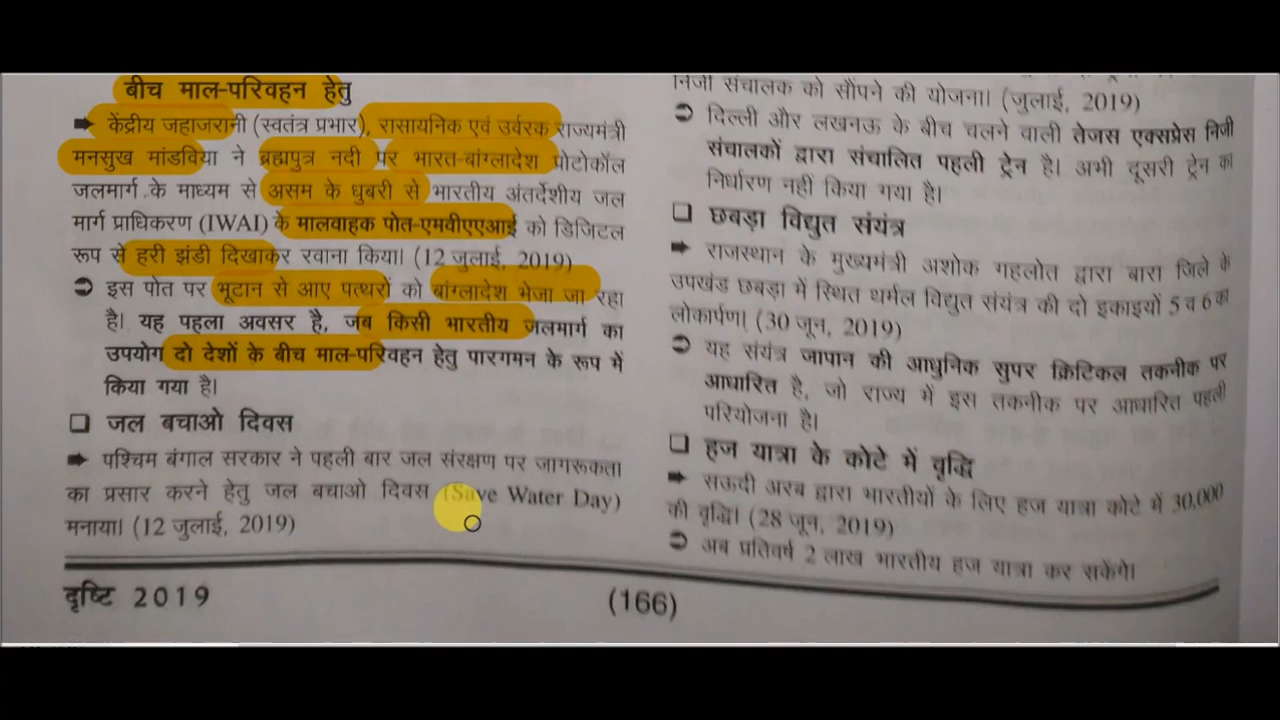 बीच माल-परिवहन हेतु
➡ केंद्रीय जहाजरानी (स्वतंत्र प्रभार), रासायनिक एवं उर्वरक राज्यमंत्री
मनसुख मांडविया ने ब्रह्मपुत्र नदी पर भारत-बांग्लादेश प्रोटोकॉल
जलमार्ग के माध्यम से असम के धुबरी से भारतीय अंतर्देशीय जल
मार्ग प्राधिकरण (IWAI) के मालवाहक पोत-एमवीएएआई को डिजिटल
रूप से हरी झंडी दिखाकर रवाना किया। (12 जुलाई, 2019)
➲ इस पोत पर भूटान से आए पत्थरों को बांग्लादेश भेजा जा रहा
है। यह पहला अवसर है, जब किसी भारतीय जलमार्ग का
उपयोग दो देशों के बीच माल-परिवहन हेतु पारगमन के रूप में
किया गया है।
❑ जल बचाओ दिवस
➡ पश्चिम बंगाल सरकार ने पहली बार जल संरक्षण पर जागरूकता
का प्रसार करने हेतु जल बचाओ दिवस (Save Water Day)
मनाया। (12 जुलाई, 2019)
निजी संचालक को सौंपने की योजना। (जुलाई, 2019)
➲ दिल्ली और लखनऊ के बीच चलने वाली तेजस एक्सप्रेस निजी
संचालकों द्वारा संचालित पहली ट्रेन है। अभी दूसरी ट्रेन का
निर्धारण नहीं किया गया है।
❑ छबड़ा विद्युत संयंत्र
➡ राजस्थान के मुख्यमंत्री अशोक गहलोत द्वारा बारा जिले के
उपखंड छबड़ा में स्थित थर्मल विद्युत संयंत्र की दो इकाइयों 5 व 6 का
लोकार्पण। (30 जून, 2019)
➲ यह संयंत्र जापान की आधुनिक सुपर क्रिटिकल तकनीक पर
आधारित है, जो राज्य में इस तकनीक पर आधारित पहली
परियोजना है।
❑ हज यात्रा के कोटे में वृद्धि
➡ सऊदी अरब द्वारा भारतीयों के लिए हज यात्रा कोटे में 30,000
की वृद्धि। (28 जून, 2019)
➲ अब प्रतिवर्ष 2 लाख भारतीय हज यात्रा कर सकेंगे।
दृष्टि 2019
(166)